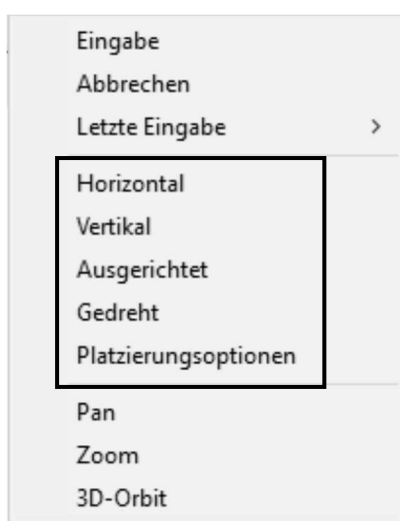 Eingabe
Abbrechen
Letzte Eingabe
Horizontal
Vertikal
Ausgerichtet
Gedreht
Platzierungsoptionen
Pan
Zoom
3D-Orbit